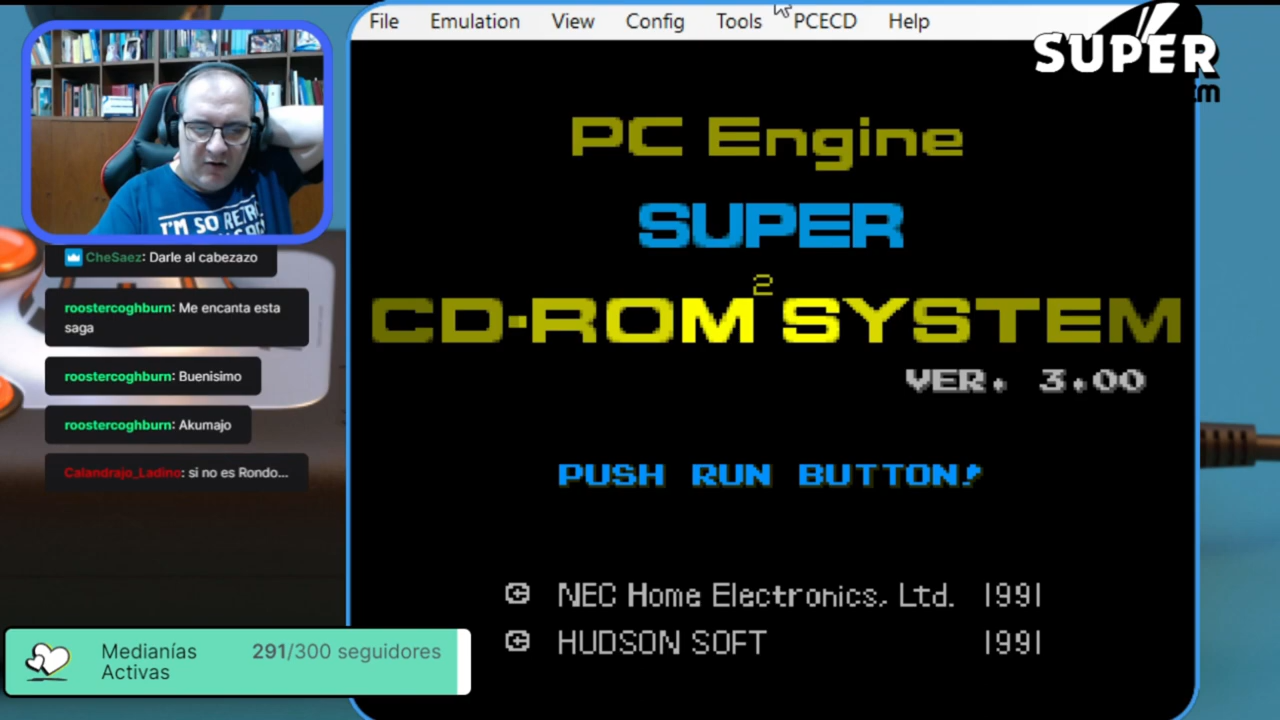 File Emulation View Config Tools PCECD Help
SUPER
PC Engine
SUPER
CD-ROM2 SYSTEM
VER. 3.00
PUSH RUN BUTTON!
NEC Home Electronics, Ltd. 1991
HUDSON SOFT 1991
I'M SO RETRO
CheSaez: Darle al cabezazo
roostercoghburn: Me encanta esta
saga
roostercoghburn: Buenisimo
roostercoghburn: Akumajo
Calandrajo_Ladino: si no es Rondo...
Medianías 291/300 seguidores
Activas